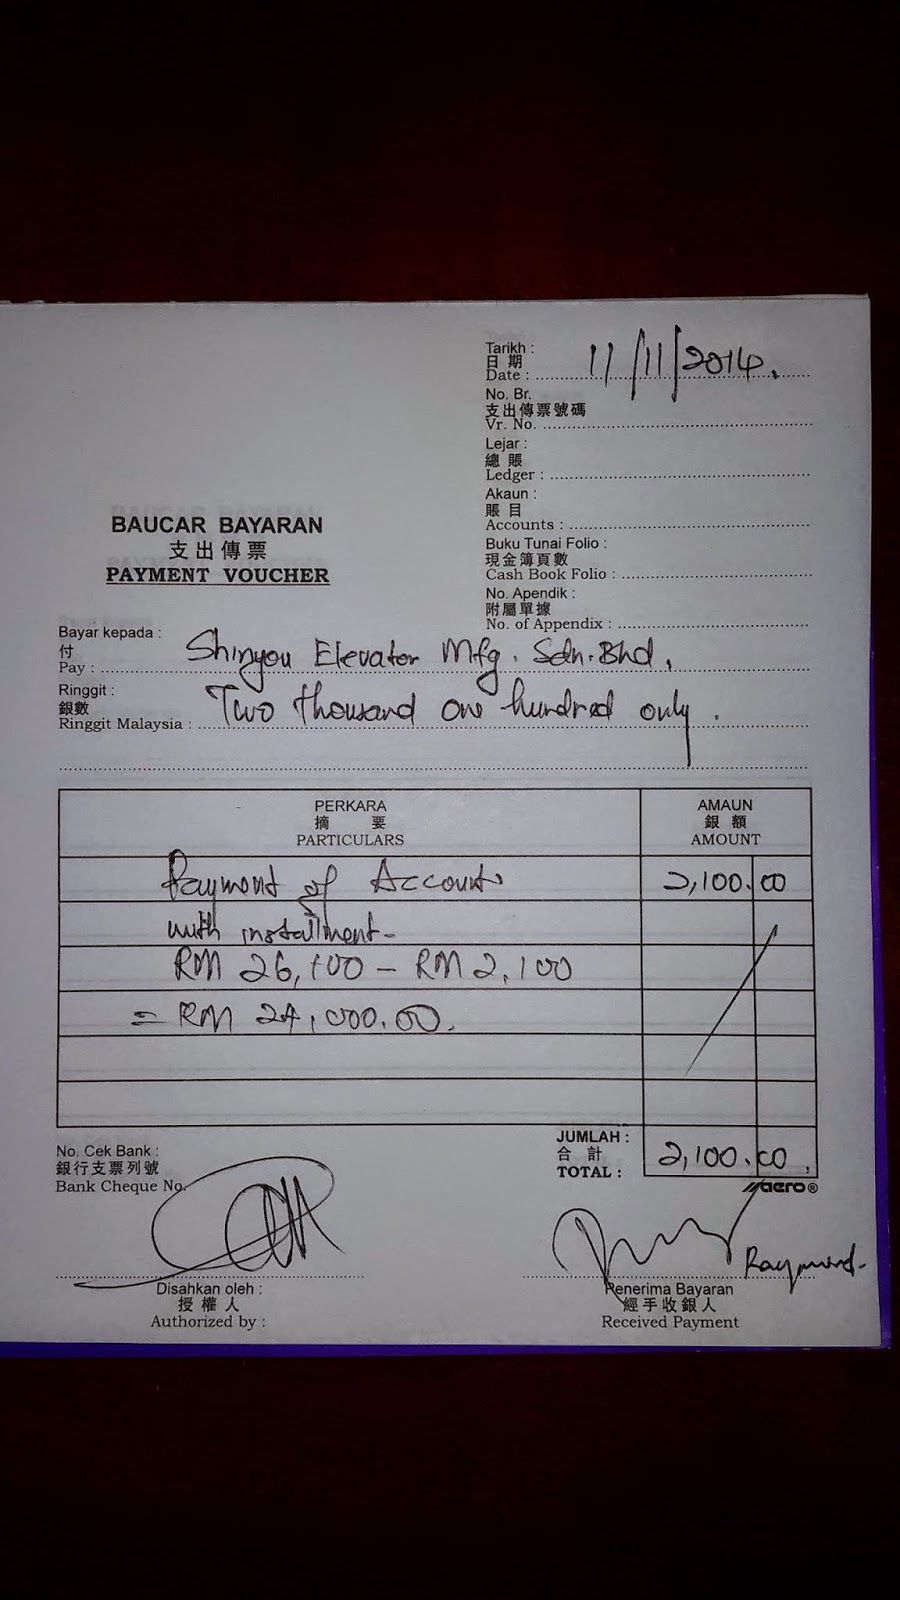 Tarikh :
日 期
Date : 11/11/2014.
No. Br.
支出傳票號碼
Vr. No.
Lejar :
總 賬
Ledger :
Akaun :
賬 目
Accounts :
Buku Tunai Folio :
現金簿頁數
Cash Book Folio :
No. Apendik :
附屬單據
No. of Appendix :
BAUCAR BAYARAN
支出傳票
PAYMENT VOUCHER
Bayar kepada :
付
Pay : Shinyou Elevator Mfg. Sdn. Bhd.
Ringgit :
銀數
Ringgit Malaysia : Two thousand one hundred only.
PERKARA
摘 要
PARTICULARS
AMAUN
銀 額
AMOUNT
Payment of Accounts 2,100.00
with installment-
RM 26,100 - RM 2,100
= RM 24,000.00.
JUMLAH :
合 計
TOTAL : 2,100.00
aero®
No. Cek Bank :
銀行支票列號
Bank Cheque No.
Raymund.
Disahkan oleh :
授 權 人
Authorized by :
Penerima Bayaran
經手收銀人
Received Payment